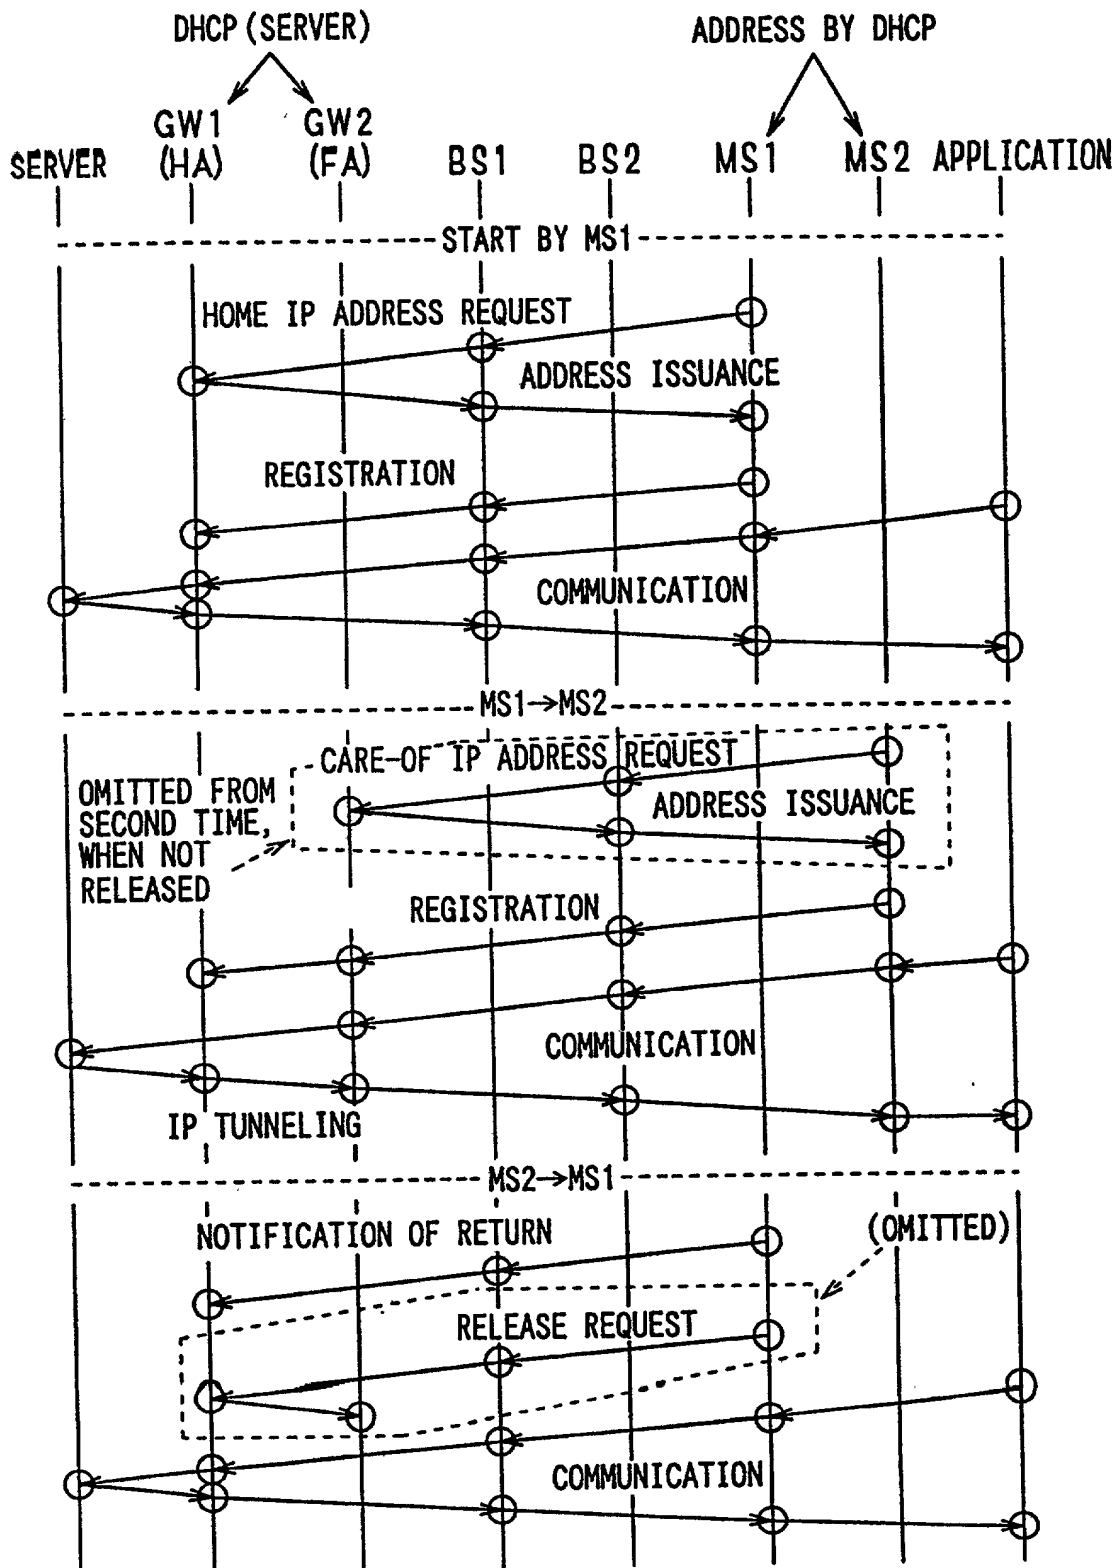 DHCP (SERVER)
ADDRESS BY DHCP
GW1
(HA)
GW2
(FA)
SERVER
BS1
BS2
MS1
MS2
APPLICATION
START BY MS1
HOME IP ADDRESS REQUEST
ADDRESS ISSUANCE
REGISTRATION
COMMUNICATION
MS1→MS2
CARE-OF IP ADDRESS REQUEST
OMITTED FROM
SECOND TIME,
WHEN NOT
RELEASED
ADDRESS ISSUANCE
REGISTRATION
COMMUNICATION
IP TUNNELING
MS2→MS1
NOTIFICATION OF RETURN
(OMITTED)
RELEASE REQUEST
COMMUNICATION